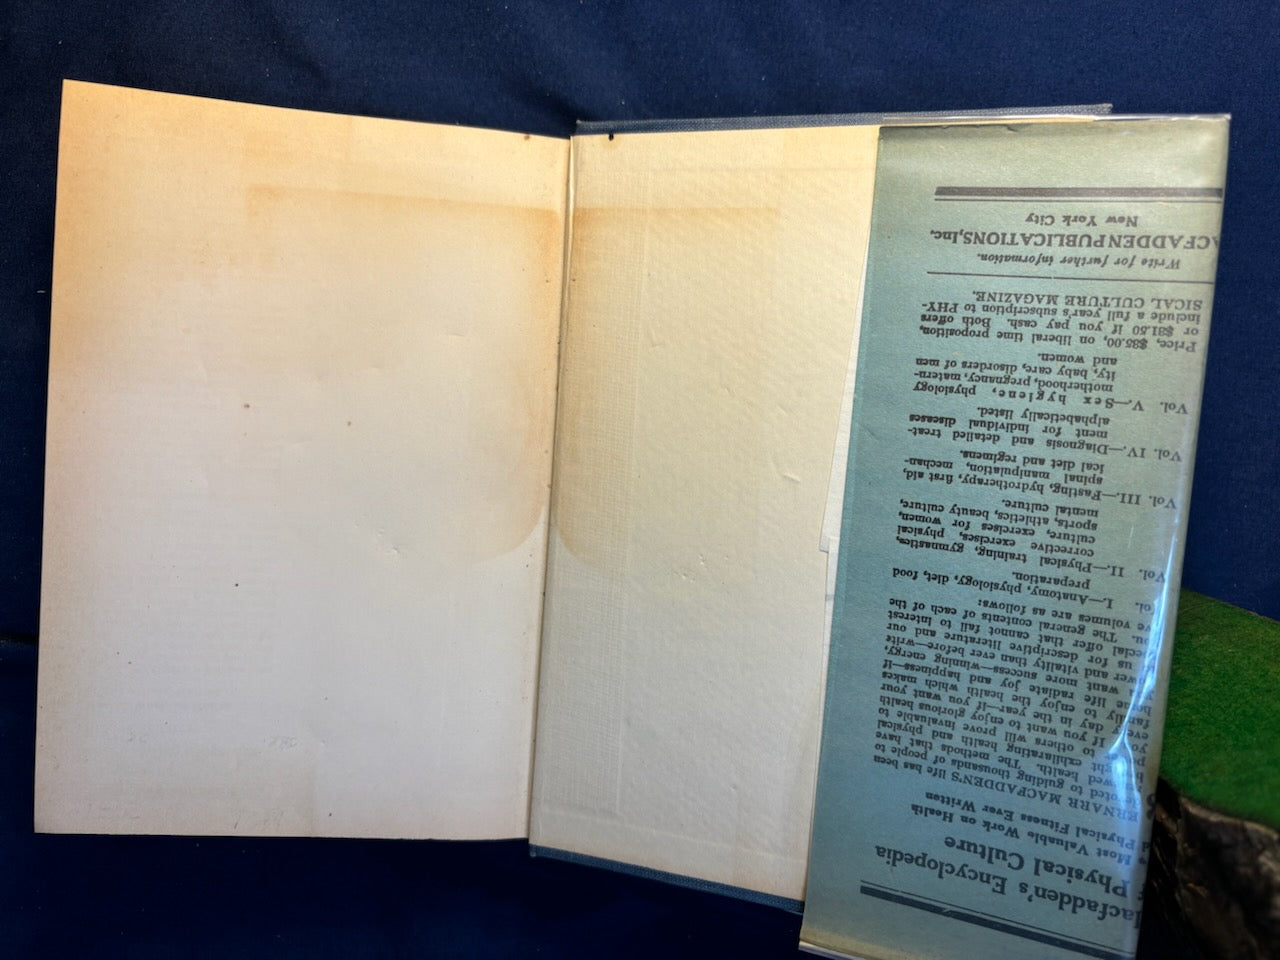 Macfadden's Encyclopedia
of Physical Culture
Most Valuable Work on Health
Physical Fitness Ever Written
BERNARR MACFADDEN'S life has been
devoted to guiding thousands of people to
health. The methods that have
brought exhilarating health and physical
power to others will prove invaluable to
you. If you want to enjoy glorious health
every day in the year—if you want your
family to enjoy the health which makes
home life radiate joy and happiness—if
you want more success—winning energy,
power and vitality than ever before—write
us for descriptive literature and our
special offer that cannot fail to interest
you. The general contents of each of the
five volumes are as follows:
Vol. I.—Anatomy, physiology, diet, food
preparation.
Vol. II.—Physical training, gymnastics,
corrective exercises, physical
culture, exercises for women,
sports, athletics, beauty culture,
mental culture.
Vol. III.—Fasting, hydrotherapy, first aid,
spinal manipulation, mechan-
ical diet and regimens.
Vol. IV.—Diagnosis and detailed treat-
ment for individual diseases
alphabetically listed.
Vol. V.—Sex hygiene, physiology
motherhood, pregnancy, matern-
ity, baby care, disorders of men
and women.
Price, $35.00, on liberal time proposition,
or $31.50 if you pay cash. Both offers
include a full year's subscription to PHY-
SICAL CULTURE MAGAZINE.
Write for further information.
MACFADDEN PUBLICATIONS, Inc.
New York City